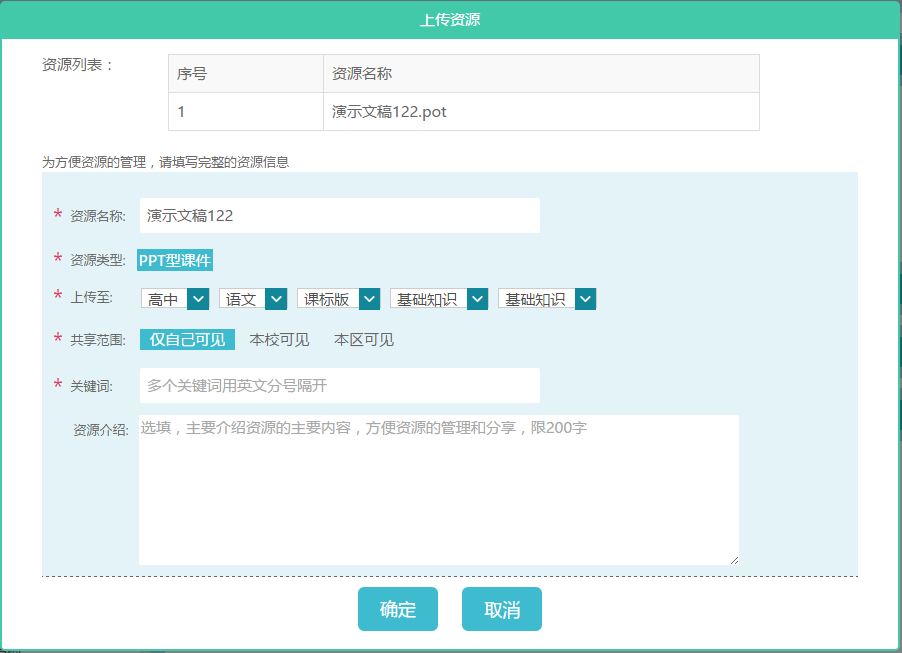 上传资源
资源列表：
序号 资源名称
1 演示文稿122.pot
为方便资源的管理，请填写完整的资源信息
* 资源名称: 演示文稿122
* 资源类型: PPT型课件
* 上传至: 高中 语文 课标版 基础知识 基础知识
* 共享范围: 仅自己可见 本校可见 本区可见
* 关键词: 多个关键词用英文分号隔开
资源介绍: 选填，主要介绍资源的主要内容，方便资源的管理和分享，限200字
确定 取消